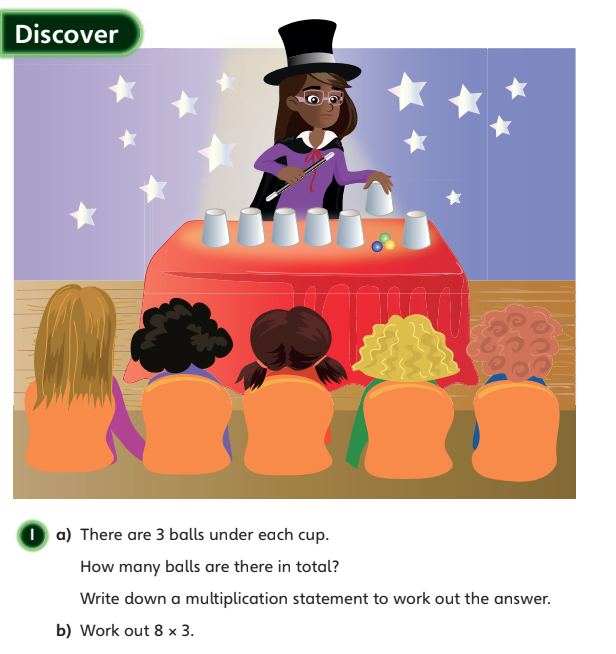 Discover
1 a) There are 3 balls under each cup.
How many balls are there in total?
Write down a multiplication statement to work out the answer.
b) Work out 8 × 3.